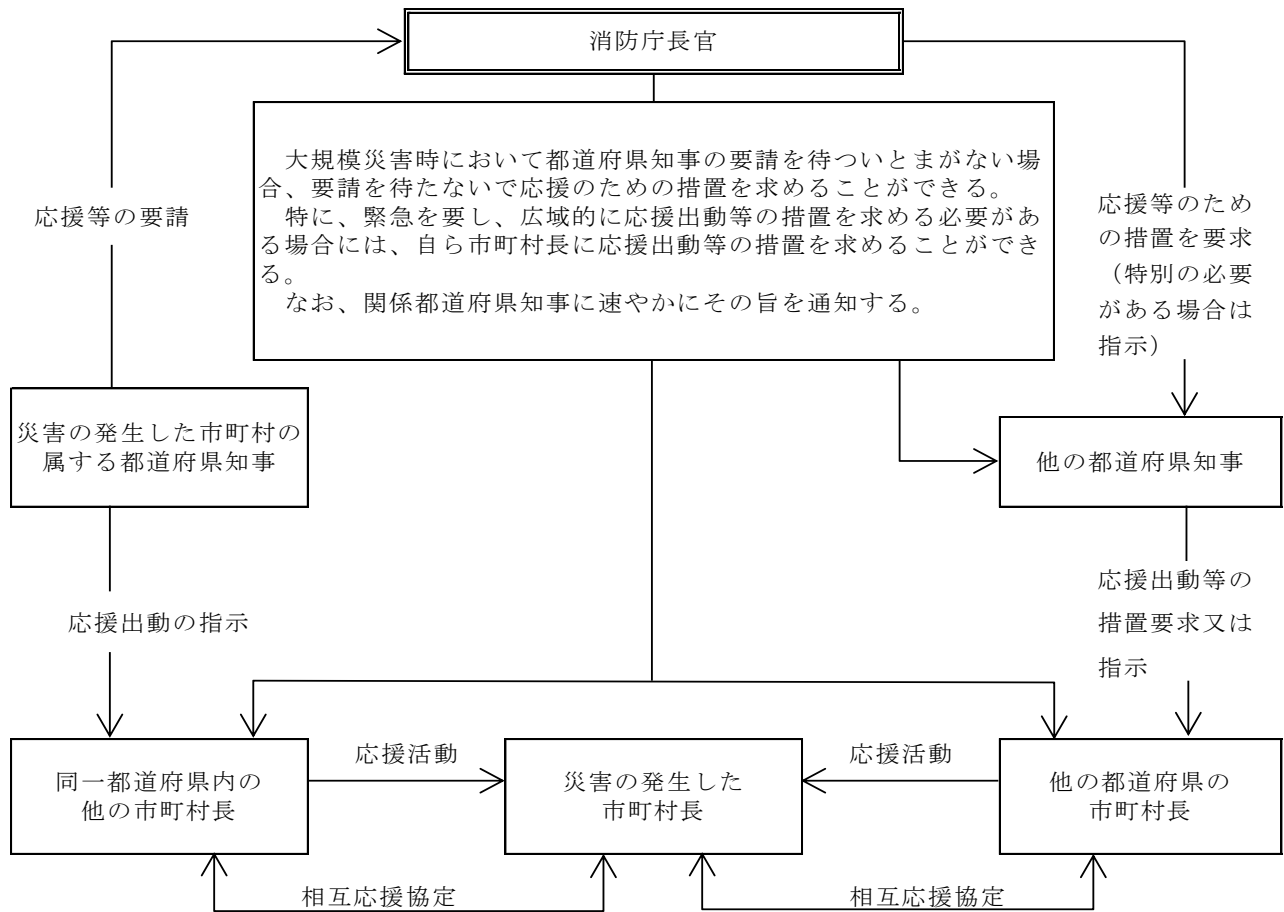 消防庁長官
　大規模災害時において都道府県知事の要請を待ついとまがない場
合、要請を待たないで応援のための措置を求めることができる。
　特に、緊急を要し、広域的に応援出動等の措置を求める必要があ
る場合には、自ら市町村長に応援出動等の措置を求めることができ
る。
　なお、関係都道府県知事に速やかにその旨を通知する。
応援等の要請
応援等のため
の措置を要求
（特別の必要
がある場合は
指示）
災害の発生した市町村の
属する都道府県知事
他の都道府県知事
応援出動の指示
応援出動等の
措置要求又は
指示
同一都道府県内の
他の市町村長
応援活動
災害の発生した
市町村長
応援活動
他の都道府県の
市町村長
相互応援協定
相互応援協定